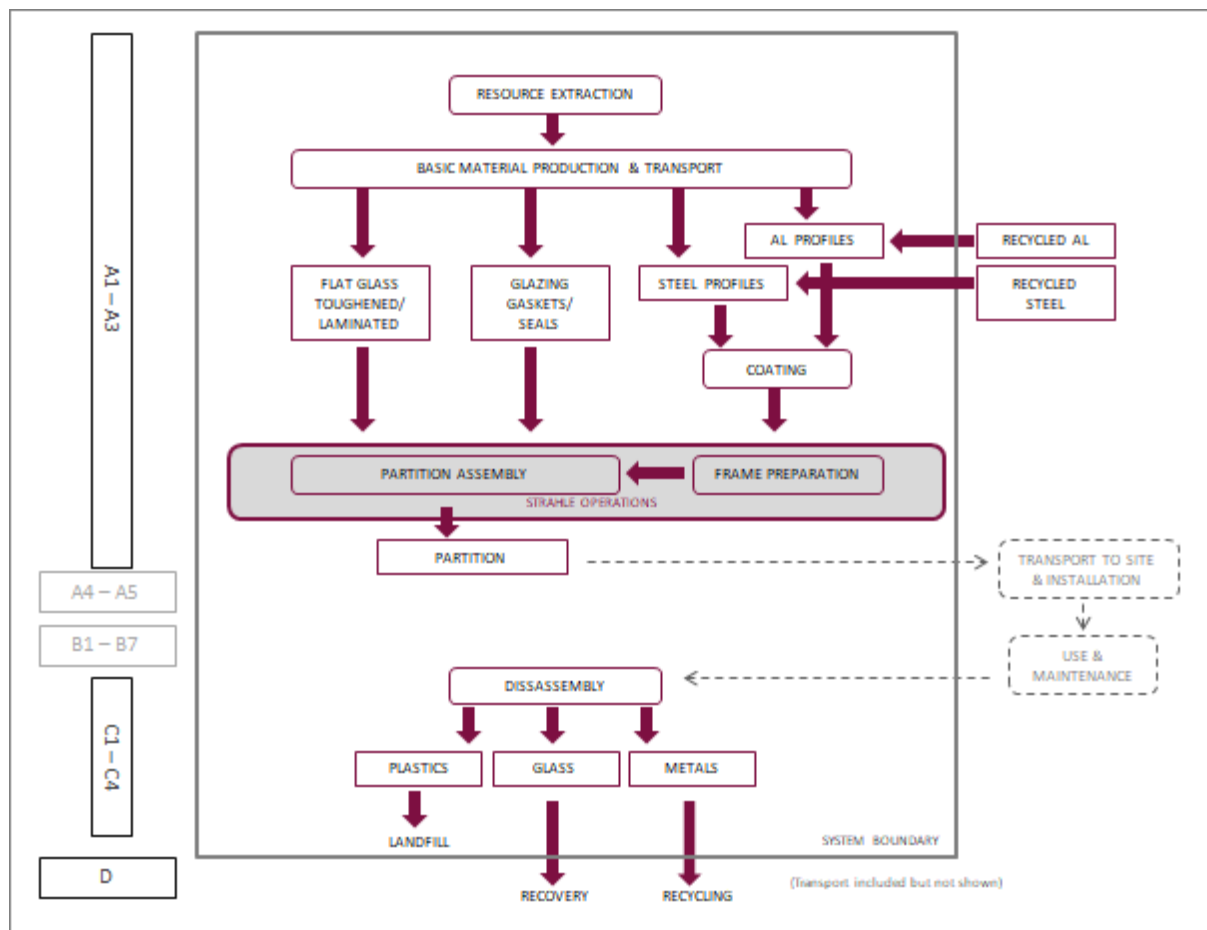 RESOURCE EXTRACTION
BASIC MATERIAL PRODUCTION & TRANSPORT
AL PROFILES
RECYCLED AL
FLAT GLASS
TOUGHENED/
LAMINATED
GLAZING
GASKETS/
SEALS
STEEL PROFILES
RECYCLED
STEEL
A1 – A3
COATING
PARTITION ASSEMBLY
FRAME PREPARATION
STRAHLE OPERATIONS
PARTITION
TRANSPORT TO SITE
& INSTALLATION
A4 – A5
B1 – B7
USE &
MAINTENANCE
DISSASSEMBLY
C1 – C4
PLASTICS
GLASS
METALS
LANDFILL
SYSTEM BOUNDARY
D
(Transport included but not shown)
RECOVERY
RECYCLING